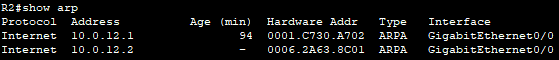 R2#show arp
Protocol  Address          Age (min)  Hardware Addr   Type   Interface
Internet  10.0.12.1               94  0001.C730.A702  ARPA   GigabitEthernet0/0
Internet  10.0.12.2               -   0006.2A63.8C01  ARPA   GigabitEthernet0/0